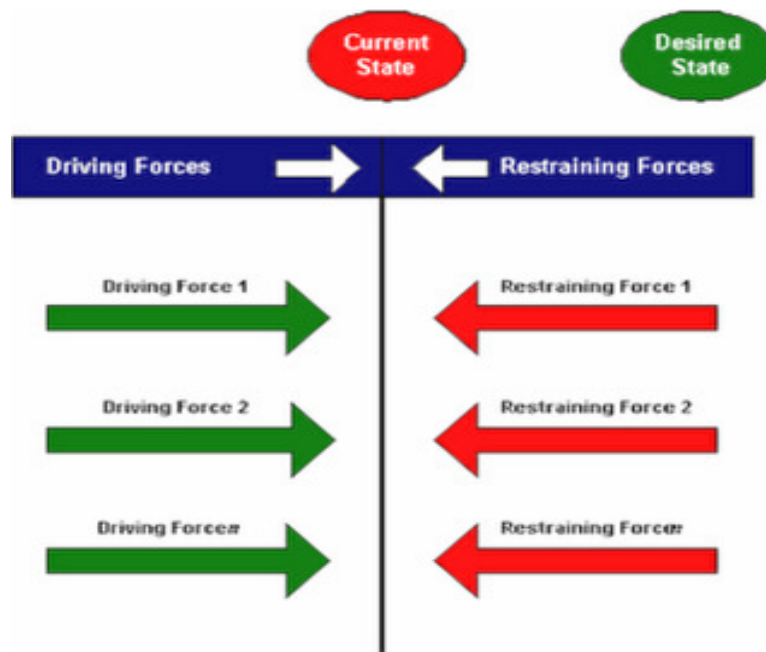 Current
State
Desired
State
Driving Forces
Restraining Forces
Driving Force 1
Restraining Force 1
Driving Force 2
Restraining Force 2
Driving Force n
Restraining Force n